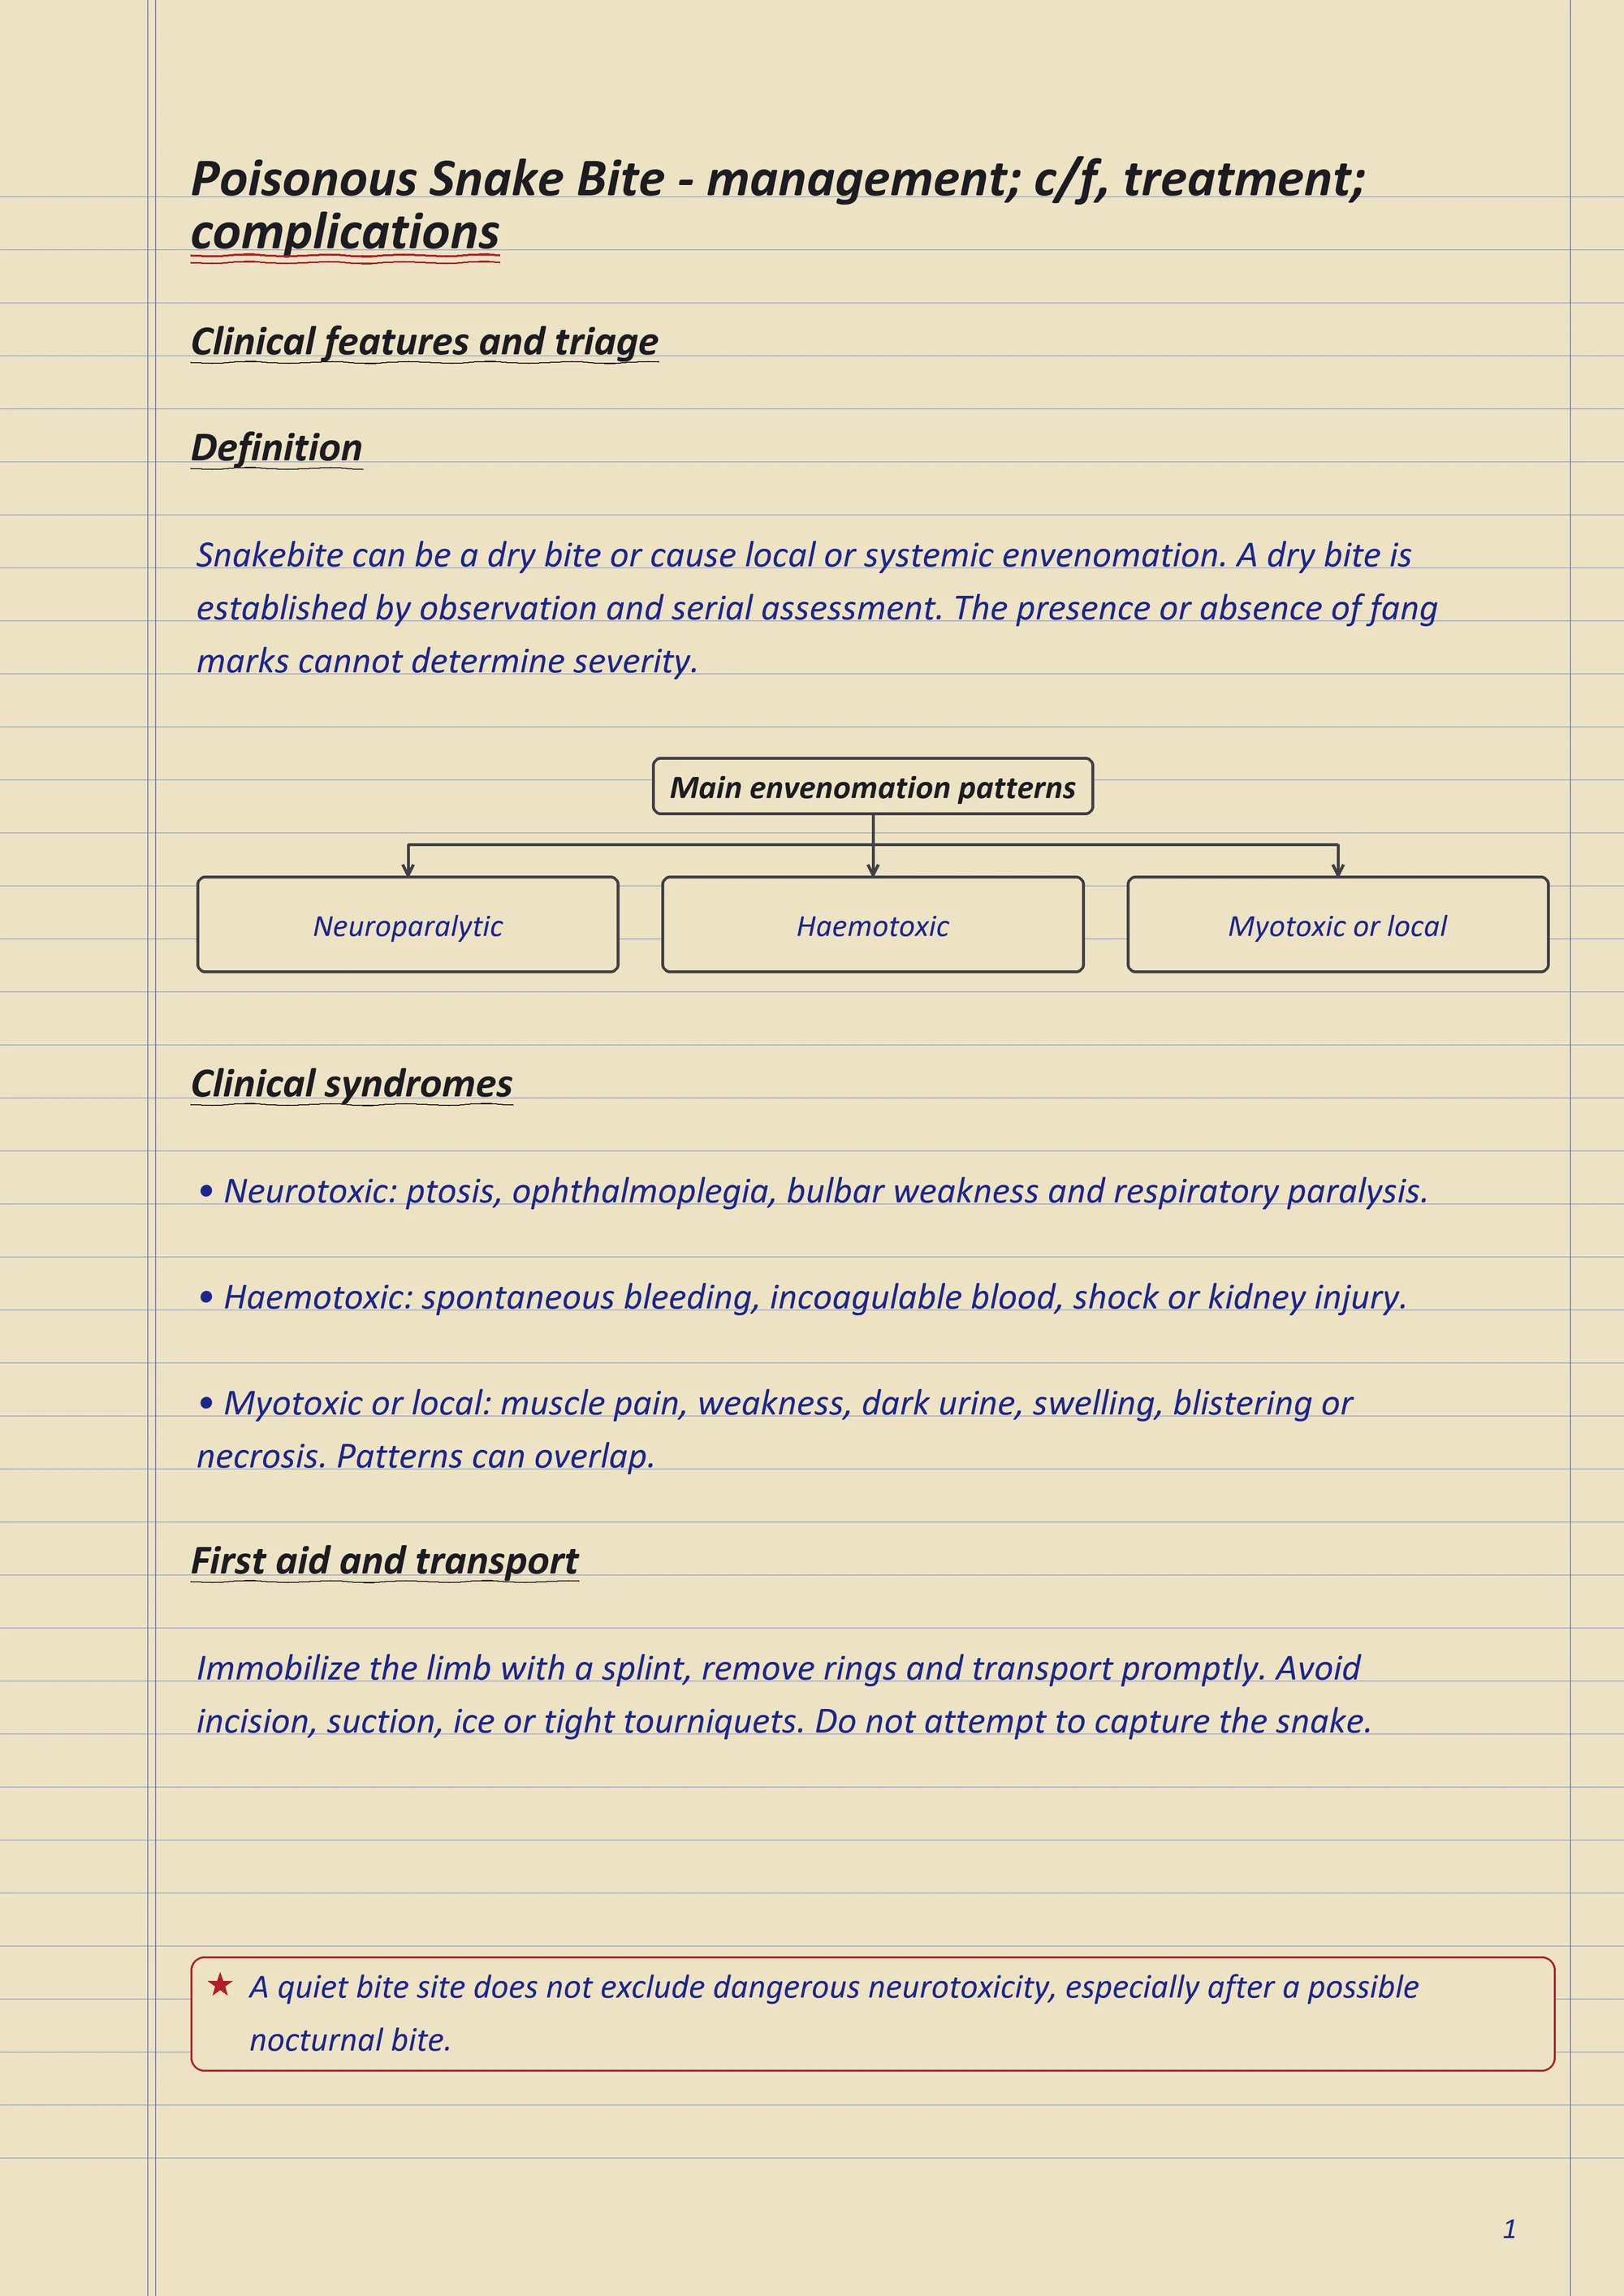 Poisonous Snake Bite - management; c/f, treatment;
complications
Clinical features and triage
Definition
Snakebite can be a dry bite or cause local or systemic envenomation. A dry bite is
established by observation and serial assessment. The presence or absence of fang
marks cannot determine severity.
Main envenomation patterns
Neuroparalytic
Haemotoxic
Myotoxic or local
Clinical syndromes
• Neurotoxic: ptosis, ophthalmoplegia, bulbar weakness and respiratory paralysis.
• Haemotoxic: spontaneous bleeding, incoagulable blood, shock or kidney injury.
• Myotoxic or local: muscle pain, weakness, dark urine, swelling, blistering or
necrosis. Patterns can overlap.
First aid and transport
Immobilize the limb with a splint, remove rings and transport promptly. Avoid
incision, suction, ice or tight tourniquets. Do not attempt to capture the snake.
★ A quiet bite site does not exclude dangerous neurotoxicity, especially after a possible
nocturnal bite.
1